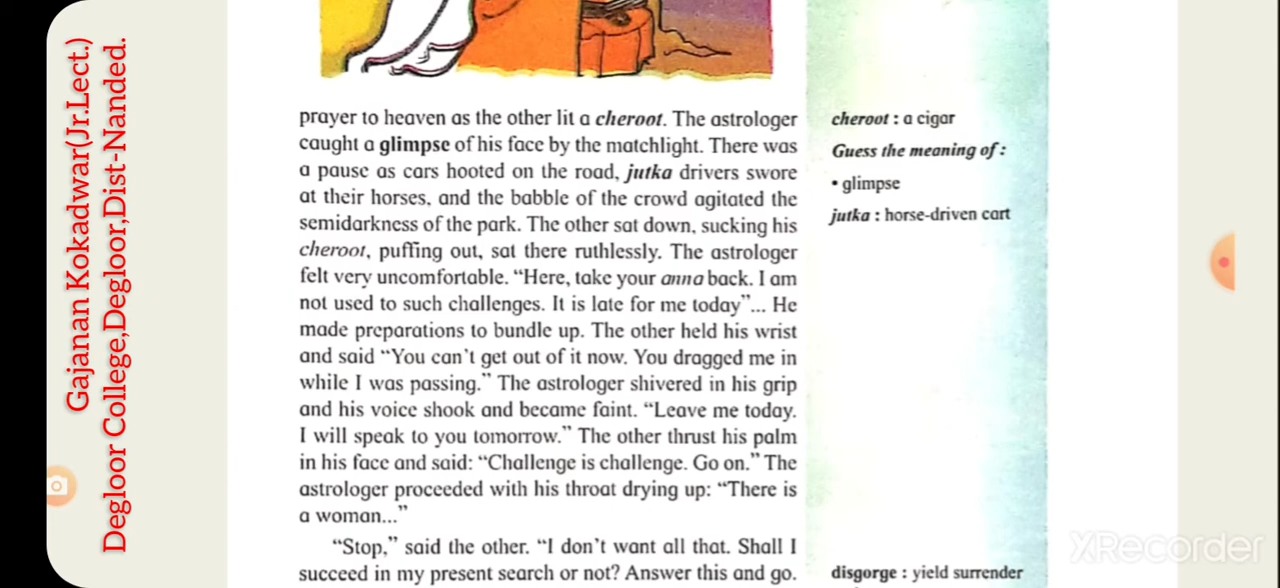 Gajanan Kokadwar(Jr.Lect.)
Degloor College,Degloor,Dist-Nanded.
prayer to heaven as the other lit a cheroot. The astrologer
caught a glimpse of his face by the matchlight. There was
a pause as cars hooted on the road, jutka drivers swore
at their horses, and the babble of the crowd agitated the
semidarkness of the park. The other sat down, sucking his
cheroot, puffing out, sat there ruthlessly. The astrologer
felt very uncomfortable. “Here, take your anna back. I am
not used to such challenges. It is late for me today”... He
made preparations to bundle up. The other held his wrist
and said “You can’t get out of it now. You dragged me in
while I was passing.” The astrologer shivered in his grip
and his voice shook and became faint. “Leave me today.
I will speak to you tomorrow.” The other thrust his palm
in his face and said: “Challenge is challenge. Go on.” The
astrologer proceeded with his throat drying up: “There is
a woman...”
“Stop,” said the other. “I don’t want all that. Shall I
succeed in my present search or not? Answer this and go.
cheroot : a cigar
Guess the meaning of :
• glimpse
jutka : horse-driven cart
disgorge : yield surrender
XRecorder